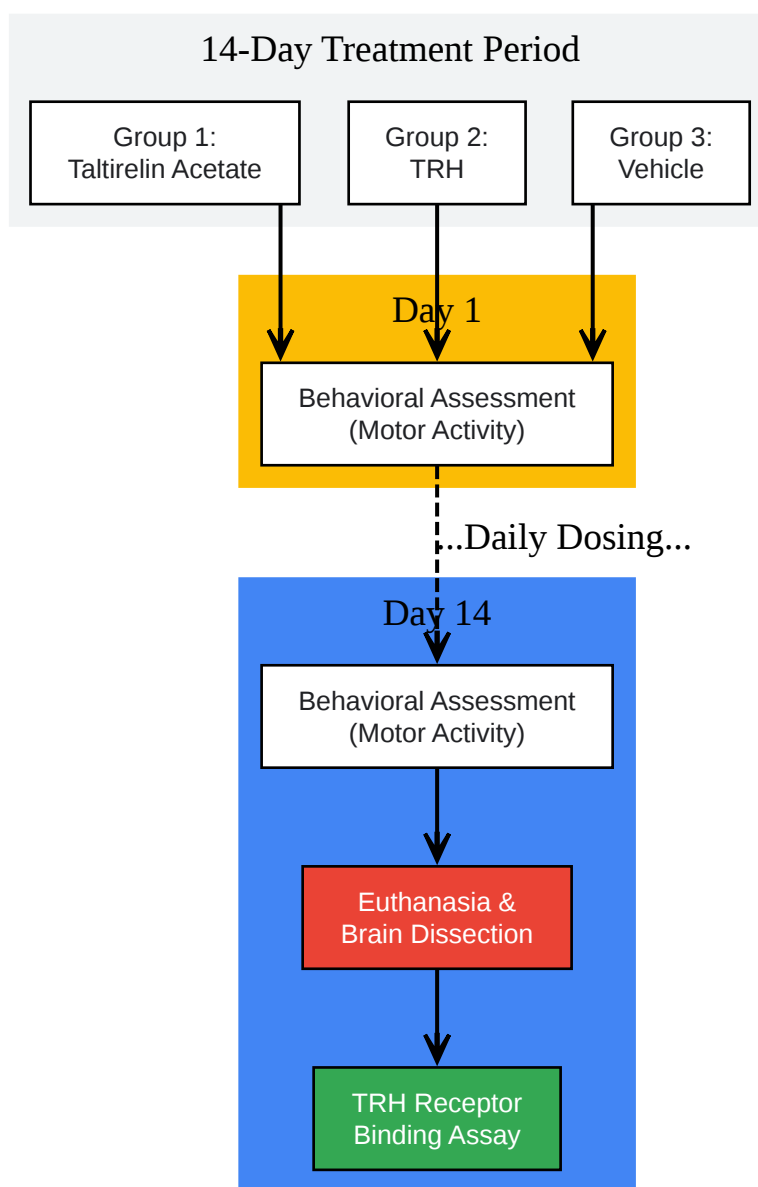 14-Day Treatment Period
Group 1:
Taltirelin Acetate
Group 2:
TRH
Group 3:
Vehicle
Day 1
Behavioral Assessment
(Motor Activity)
...Daily Dosing...
Day 14
Behavioral Assessment
(Motor Activity)
Euthanasia &
Brain Dissection
TRH Receptor
Binding Assay